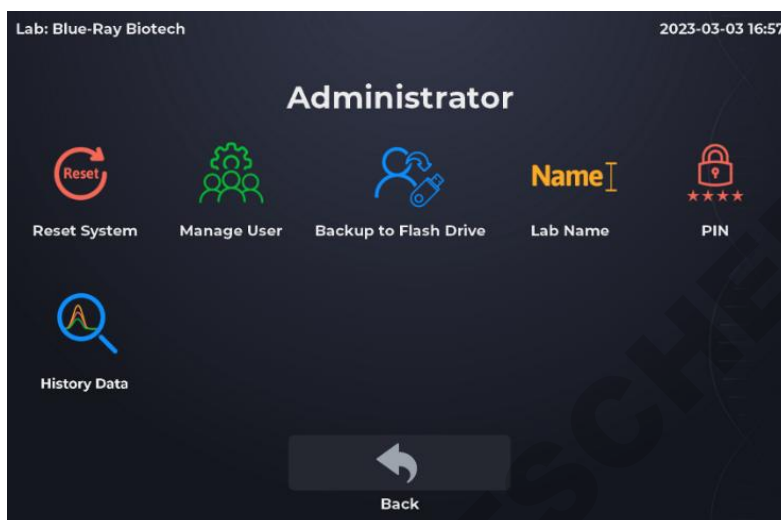 Lab: Blue-Ray Biotech 2023-03-03 16:57
Administrator
Reset Name ****
Reset System Manage User Backup to Flash Drive Lab Name PIN
History Data
Back